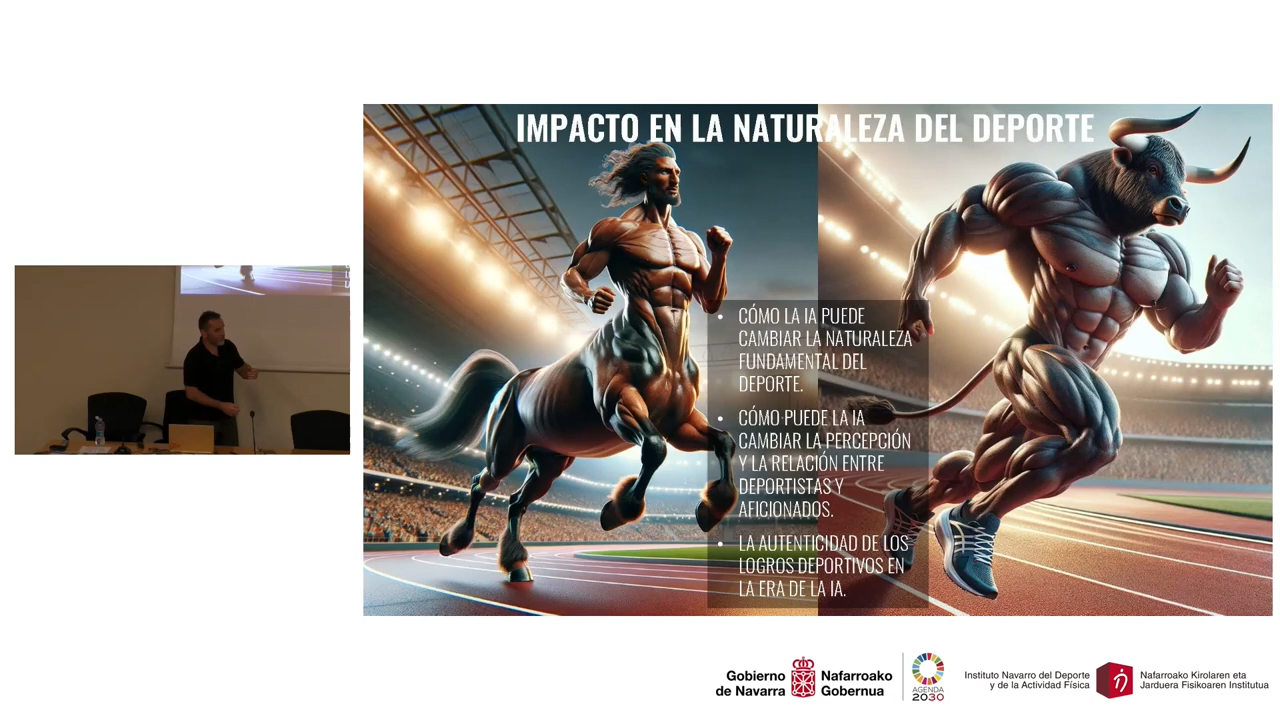 IMPACTO EN LA NATURALEZA DEL DEPORTE
• CÓMO LA IA PUEDE
CAMBIAR LA NATURALEZA
FUNDAMENTAL DEL
DEPORTE.
• CÓMO PUEDE LA IA
CAMBIAR LA PERCEPCIÓN
Y LA RELACIÓN ENTRE
DEPORTISTAS Y
AFICIONADOS.
• LA AUTENTICIDAD DE LOS
LOGROS DEPORTIVOS EN
LA ERA DE LA IA.
Gobierno
de Navarra
Nafarroako
Gobernua
AGENDA
2030
Instituto Navarro del Deporte
y de la Actividad Física
Nafarroako Kirolaren eta
Jarduera Fisikoaren Institutua